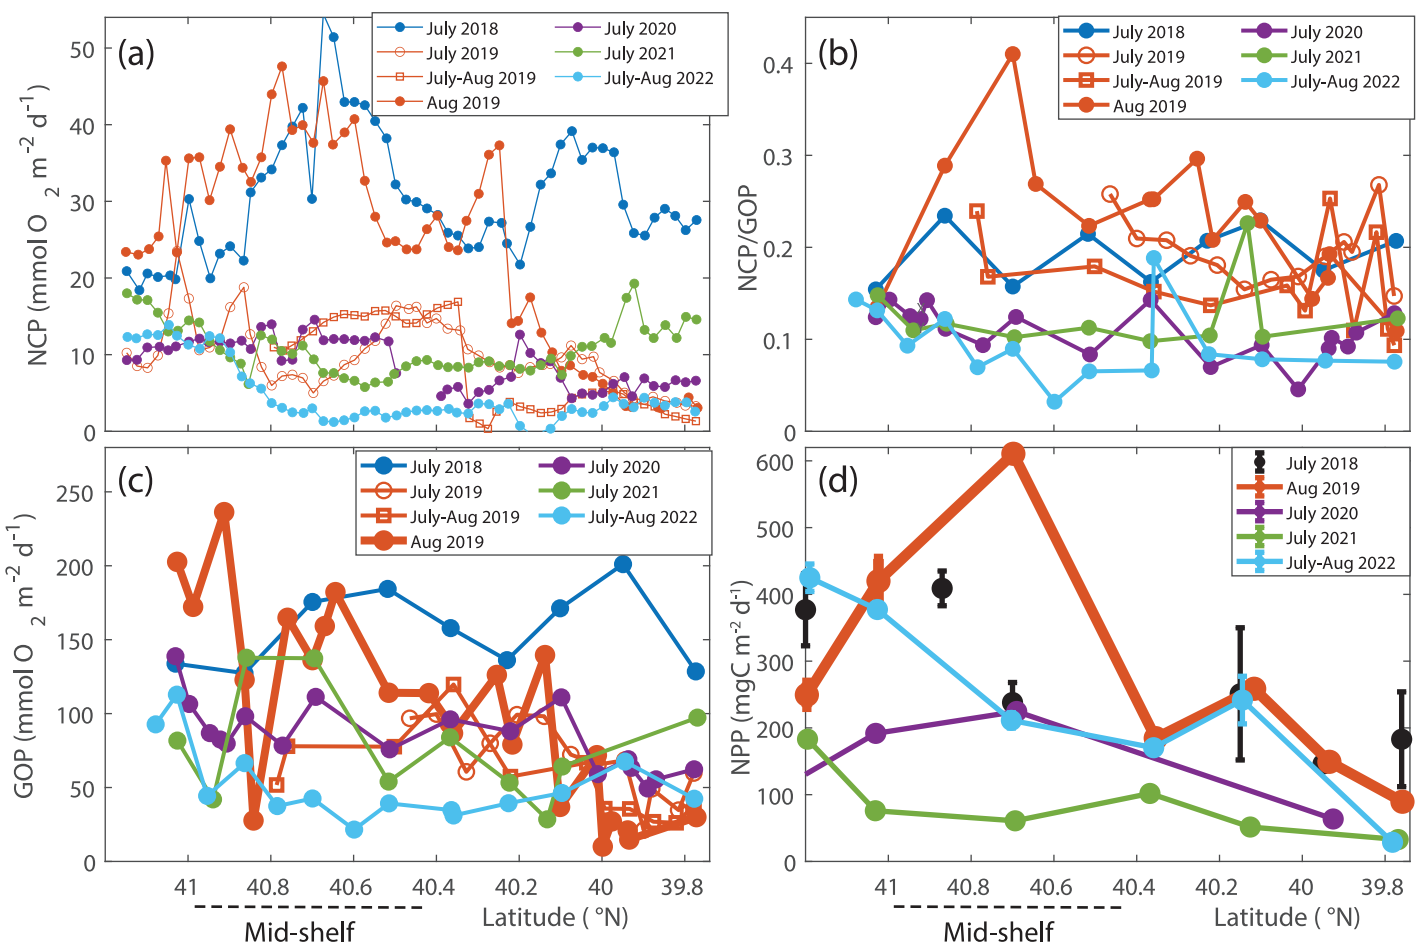 (a)
July 2018
July 2019
July-Aug 2019
Aug 2019
July 2020
July 2021
July-Aug 2022
NCP (mmol O 2 m-2 d-1)
50
40
30
20
10
0
(b)
July 2018
July 2019
July-Aug 2019
Aug 2019
July 2020
July 2021
July-Aug 2022
NCP/GOP
0.4
0.3
0.2
0.1
0
(c)
July 2018
July 2019
July-Aug 2019
Aug 2019
July 2020
July 2021
July-Aug 2022
GOP (mmol O 2 m-2 d-1)
250
200
150
100
50
0
41 40.8 40.6 40.4 40.2 40 39.8
Latitude ( °N)
Mid-shelf
(d)
July 2018
Aug 2019
July 2020
July 2021
July-Aug 2022
NPP (mgC m-2 d-1)
600
500
400
300
200
100
0
41 40.8 40.6 40.4 40.2 40 39.8
Latitude ( °N)
Mid-shelf